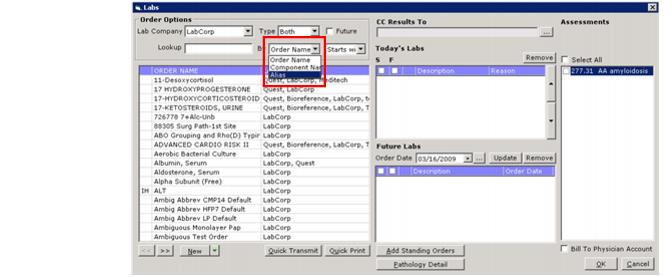 Labs
Order Options
Lab Company LabCorp Type Both Future
Lookup By Order Name Starts wi
Order Name
Component Nam
Alias
ORDER NAME
11-Desoxycortisol Quest, LabCorp, Meditech
17 HYDROXYPROGESTERONE Quest, LabCorp
17-HYDROXYCORTICOSTEROID Quest, Bioreference, LabCorp, t
17-KETOSTEROIDS, URINE Quest, Bioreference, LabCorp, T
726778 7+Alc-Unb LabCorp
88305 Surg Path-1st Site LabCorp
ABO Grouping and Rho(D) Typin LabCorp
ADVANCED CARDIO RISK II Quest, Bioreference, LabCorp, T
Aerobic Bacterial Culture LabCorp
Albumin, Serum LabCorp, Quest
Aldosterone, Serum LabCorp
Alpha Subunit (Free) LabCorp
IH ALT LabCorp
Ambig Abbrev CMP14 Default LabCorp
Ambig Abbrev HFP7 Default LabCorp
Ambig Abbrev LP Default LabCorp
Ambiguous Monolayer Pap LabCorp
Ambiguous Test Order LabCorp
<< >> New Quick Transmit Quick Print
CC Results To
...
Today's Labs
Remove
S F
Description Reason
Future Labs
Order Date 03/16/2009 ... Update Remove
Description Order Date
Add Standing Orders
Pathology Detail
Assessments
Select All
277.31 AA amyloidosis
Bill To Physician Account
OK Cancel